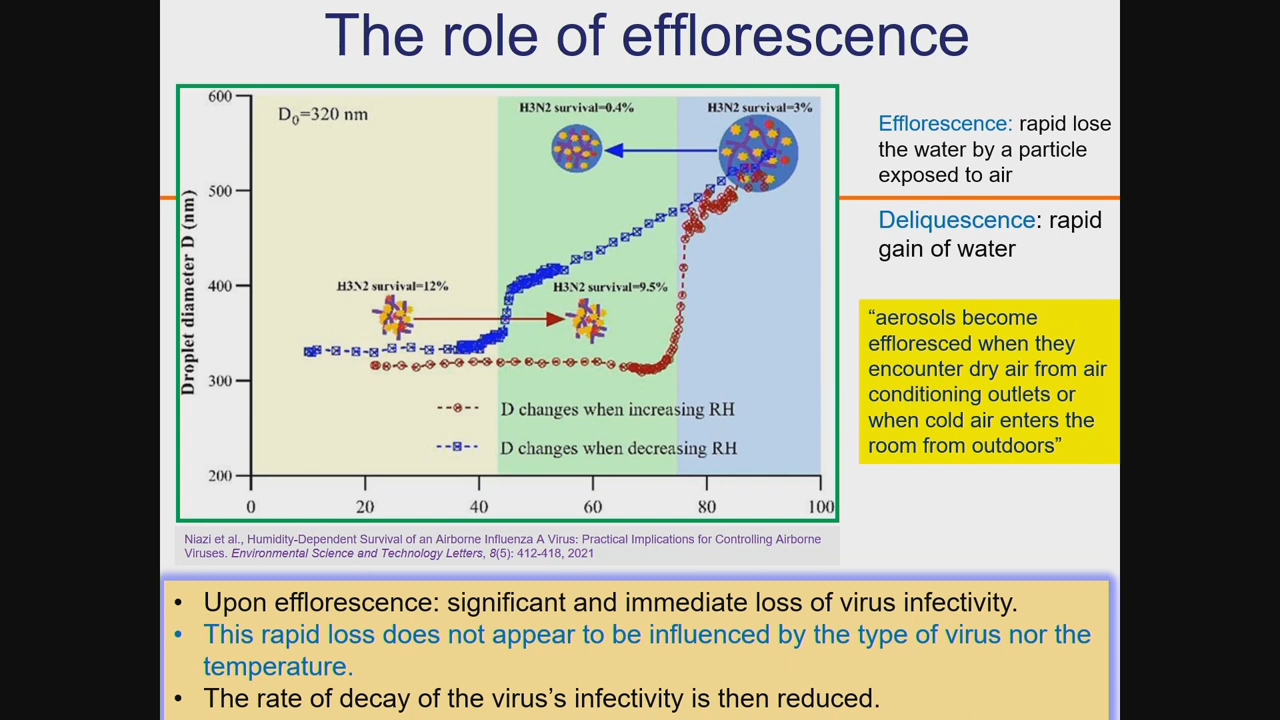 The role of efflorescence
600
D₀=320 nm
H3N2 survival=0.4%
H3N2 survival=3%
500
400
H3N2 survival=12%
H3N2 survival=9.5%
300
200
Droplet diameter D (nm)
D changes when increasing RH
D changes when decreasing RH
0
20
40
60
80
100
Efflorescence: rapid lose
the water by a particle
exposed to air
Deliquescence: rapid
gain of water
“aerosols become
effloresced when they
encounter dry air from air
conditioning outlets or
when cold air enters the
room from outdoors”
Niazi et al., Humidity-Dependent Survival of an Airborne Influenza A Virus: Practical Implications for Controlling Airborne
Viruses. Environmental Science and Technology Letters, 8(5): 412-418, 2021
• Upon efflorescence: significant and immediate loss of virus infectivity.
• This rapid loss does not appear to be influenced by the type of virus nor the
temperature.
• The rate of decay of the virus’s infectivity is then reduced.